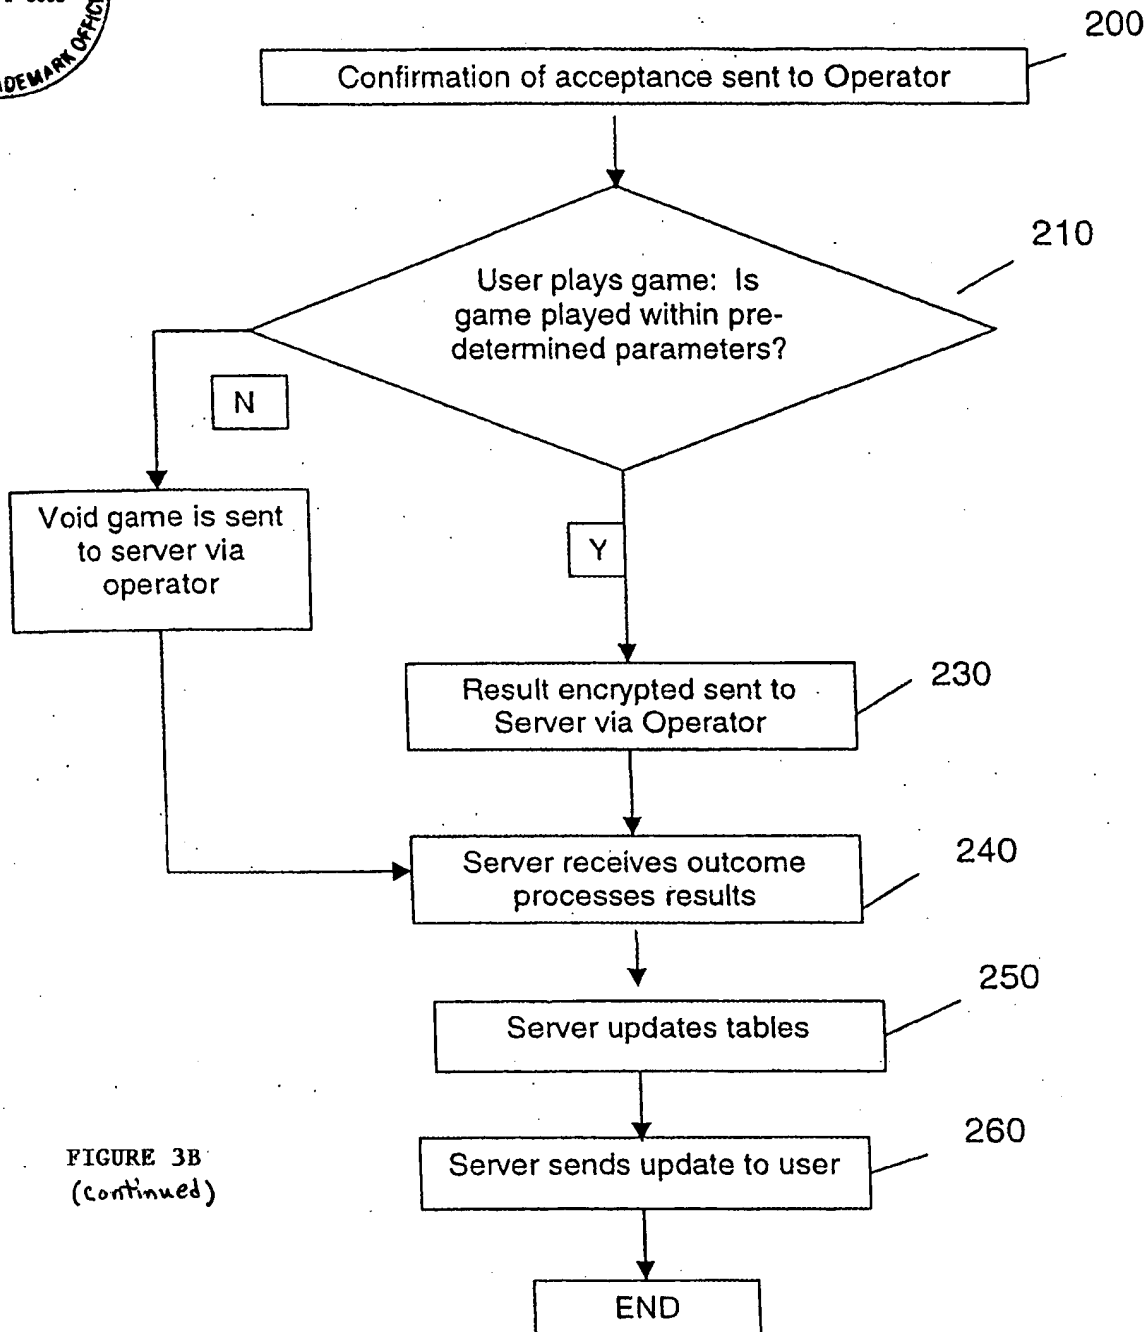 DEMARK OFFIC
200
Confirmation of acceptance sent to Operator
210
User plays game: Is
game played within pre-
determined parameters?
N
Void game is sent
to server via
operator
Y
230
Result encrypted sent to
Server via Operator
240
Server receives outcome
processes results
250
Server updates tables
260
Server sends update to user
FIGURE 3B
(continued)
END